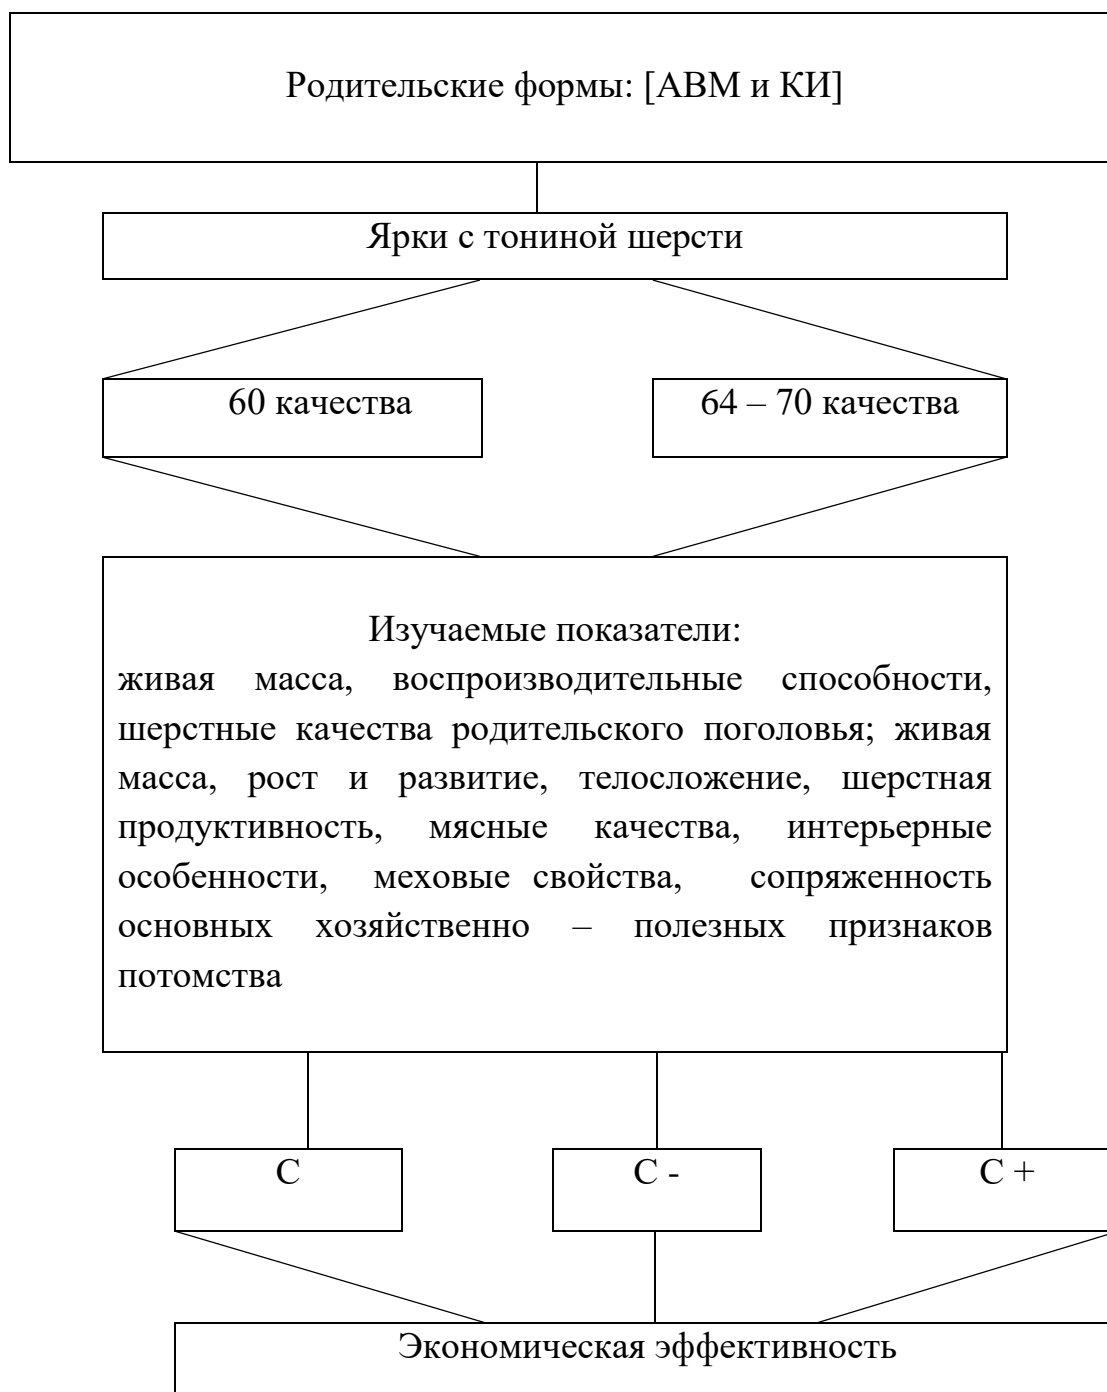 Родительские формы: [АВМ и КИ]
Ярки с тониной шерсти
60 качества
64 – 70 качества
Изучаемые показатели:
живая масса, воспроизводительные способности,
шерстные качества родительского поголовья; живая
масса, рост и развитие, телосложение, шерстная
продуктивность, мясные качества, интерьерные
особенности, меховые свойства, сопряженность
основных хозяйственно – полезных признаков
потомства
С
С -
С +
Экономическая эффективность